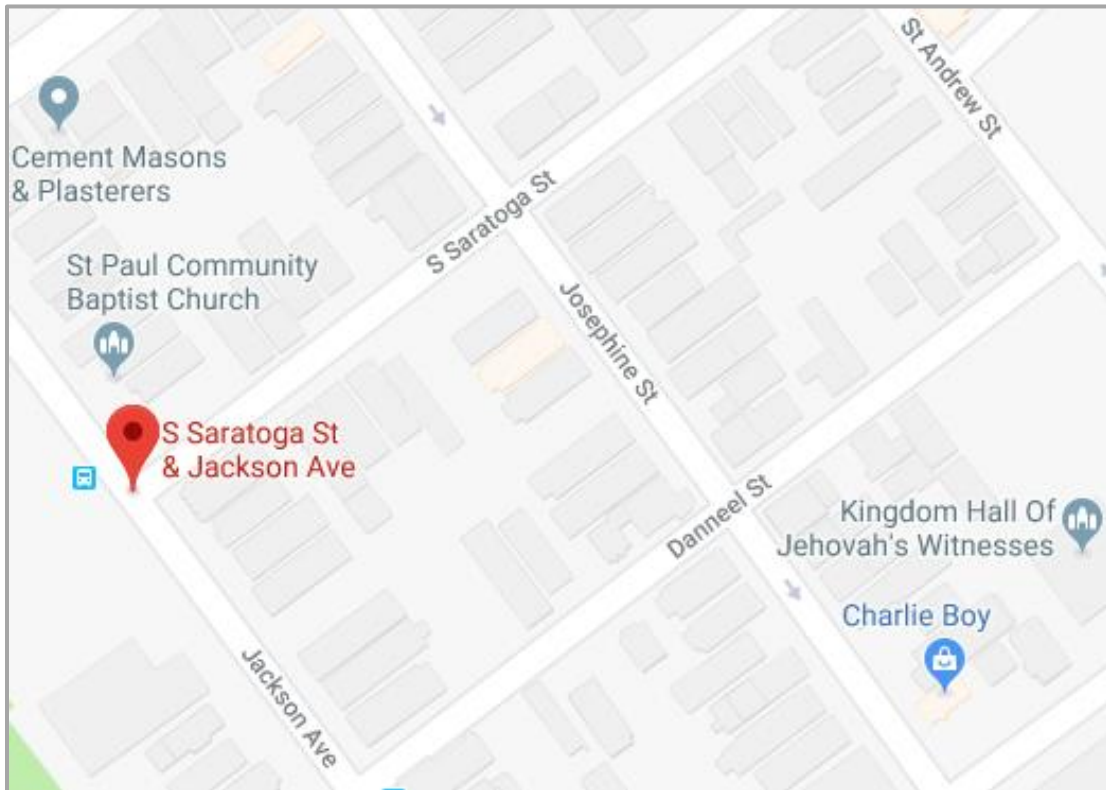 St Andrew St
Cement Masons
& Plasterers
S Saratoga St
St Paul Community
Baptist Church
Josephine St
S Saratoga St
& Jackson Ave
Danneel St
Kingdom Hall Of
Jehovah's Witnesses
Charlie Boy
Jackson Ave